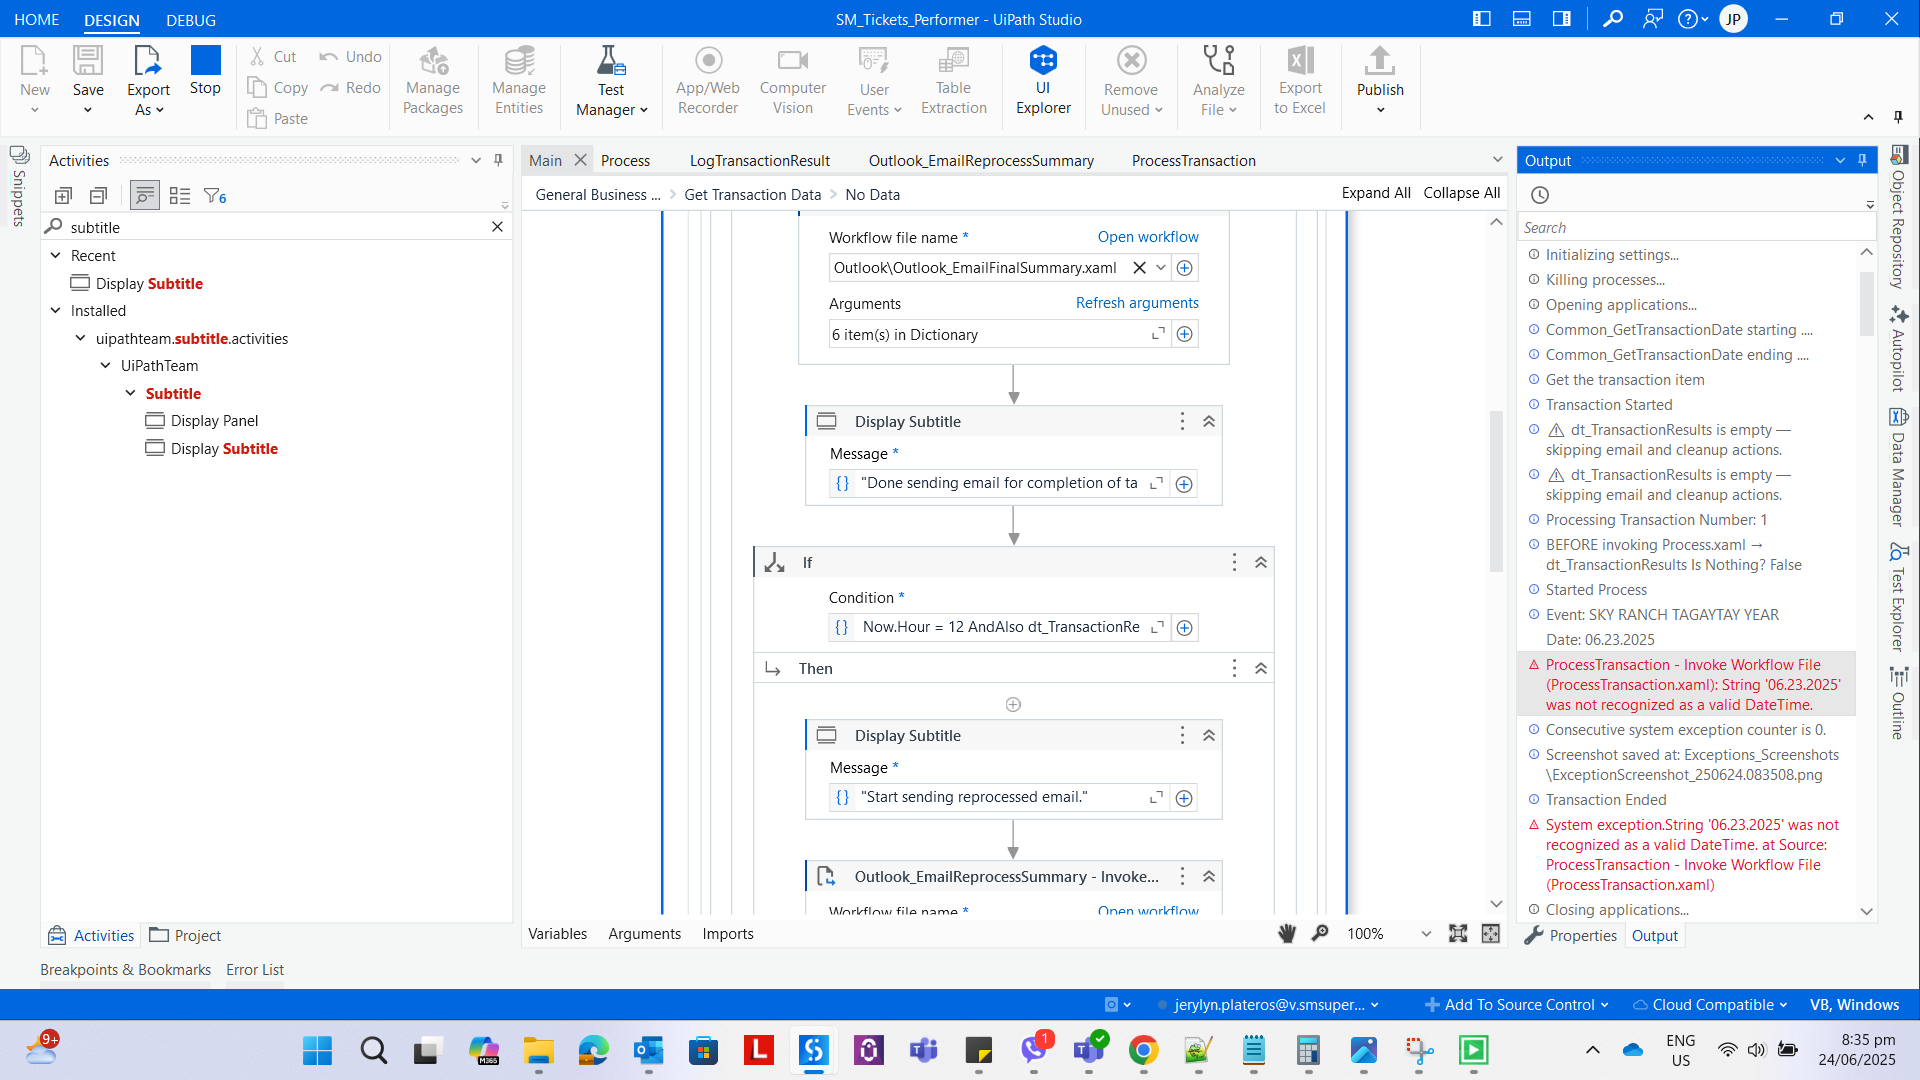 HOME
DESIGN
DEBUG
SM_Tickets_Performer - UiPath Studio
JP
New
Save
Export
As
Stop
Cut
Copy
Paste
Undo
Redo
Manage
Packages
Manage
Entities
Test
Manager
App/Web
Recorder
Computer
Vision
User
Events
Table
Extraction
UI
Explorer
Remove
Unused
Analyze
File
Export
to Excel
Publish
Snippets
Activities
6
subtitle
Recent
Display Subtitle
Installed
uipathteam.subtitle.activities
UiPathTeam
Subtitle
Display Panel
Display Subtitle
Activities
Project
Main
Process
LogTransactionResult
Outlook_EmailReprocessSummary
ProcessTransaction
General Business ...
Get Transaction Data
No Data
Expand All
Collapse All
Workflow file name *
Open workflow
Outlook\Outlook_EmailFinalSummary.xaml
Arguments
Refresh arguments
6 item(s) in Dictionary
Display Subtitle
Message *
{} "Done sending email for completion of ta
If
Condition *
{} Now.Hour = 12 AndAlso dt_TransactionRe
Then
Display Subtitle
Message *
{} "Start sending reprocessed email."
Outlook_EmailReprocessSummary - Invoke...
Workflow file name *
Open workflow
Variables
Arguments
Imports
100%
Output
Search
Initializing settings...
Killing processes...
Opening applications...
Common_GetTransactionDate starting ....
Common_GetTransactionDate ending ....
Get the transaction item
Transaction Started
⚠ dt_TransactionResults is empty —
skipping email and cleanup actions.
⚠ dt_TransactionResults is empty —
skipping email and cleanup actions.
Processing Transaction Number: 1
BEFORE invoking Process.xaml →
dt_TransactionResults Is Nothing? False
Started Process
Event: SKY RANCH TAGAYTAY YEAR
Date: 06.23.2025
ProcessTransaction - Invoke Workflow File
(ProcessTransaction.xaml): String '06.23.2025'
was not recognized as a valid DateTime.
Consecutive system exception counter is 0.
Screenshot saved at: Exceptions_Screenshots
\ExceptionScreenshot_250624.083508.png
Transaction Ended
System exception.String '06.23.2025' was not
recognized as a valid DateTime. at Source:
ProcessTransaction - Invoke Workflow File
(ProcessTransaction.xaml)
Closing applications...
Properties
Output
Object Repository
Autopilot
Data Manager
Test Explorer
Outline
Breakpoints & Bookmarks
Error List
jerylyn.plateros@v.smsuper...
Add To Source Control
Cloud Compatible
VB, Windows
9+
M365
L
1
ENG
US
8:35 pm
24/06/2025